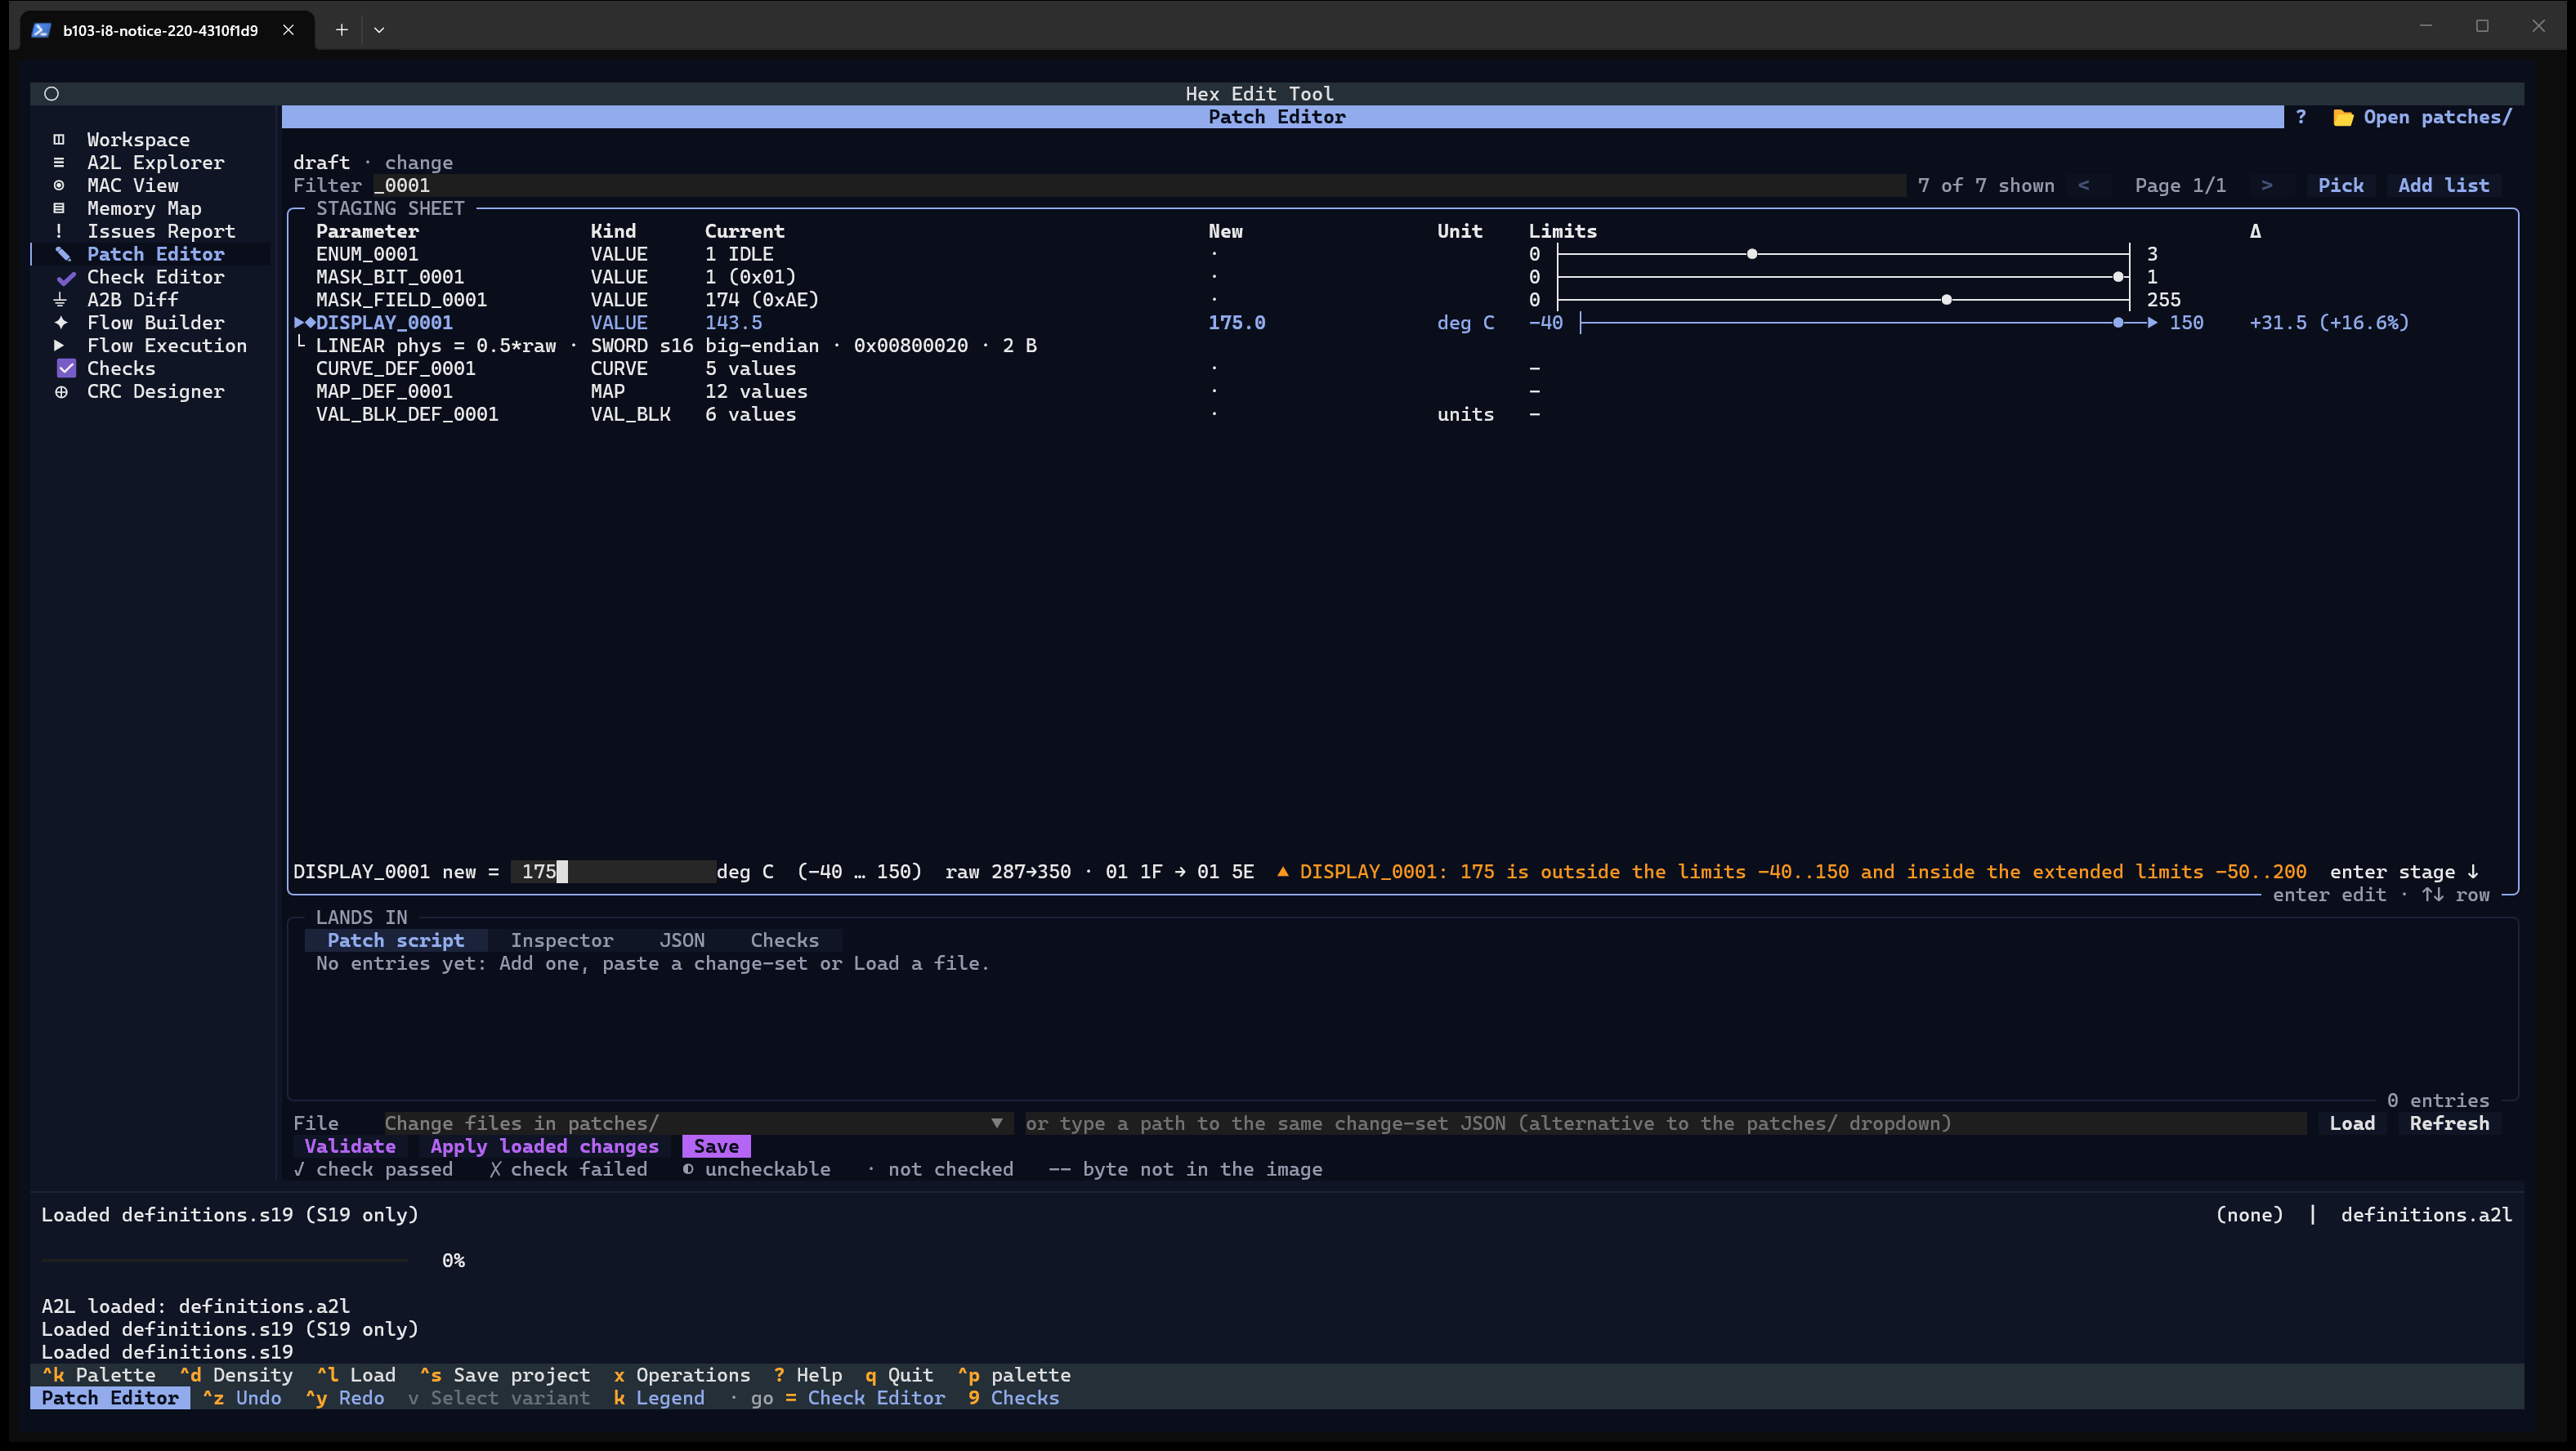 b103-i8-notice-220-4310f1d9
Hex Edit Tool
Patch Editor ? Open patches/
Workspace
A2L Explorer
MAC View
Memory Map
! Issues Report
Patch Editor
Check Editor
A2B Diff
Flow Builder
Flow Execution
Checks
CRC Designer
draft · change
Filter _0001 7 of 7 shown < Page 1/1 > Pick Add list
STAGING SHEET
Parameter Kind Current New Unit Limits Δ
ENUM_0001 VALUE 1 IDLE · 0 3
MASK_BIT_0001 VALUE 1 (0x01) · 0 1
MASK_FIELD_0001 VALUE 174 (0xAE) · 0 255
▶◆DISPLAY_0001 VALUE 143.5 175.0 deg C -40 150 +31.5 (+16.6%)
└ LINEAR phys = 0.5*raw · SWORD s16 big-endian · 0x00800020 · 2 B
CURVE_DEF_0001 CURVE 5 values · -
MAP_DEF_0001 MAP 12 values · -
VAL_BLK_DEF_0001 VAL_BLK 6 values · units -
DISPLAY_0001 new = 175 deg C (-40 … 150) raw 287→350 · 01 1F → 01 5E ▲ DISPLAY_0001: 175 is outside the limits -40..150 and inside the extended limits -50..200 enter stage ↓
enter edit · ↑↓ row
LANDS IN
Patch script Inspector JSON Checks
No entries yet: Add one, paste a change-set or Load a file.
0 entries
File Change files in patches/ ▼ or type a path to the same change-set JSON (alternative to the patches/ dropdown) Load Refresh
Validate Apply loaded changes Save
✓ check passed ✗ check failed ◐ uncheckable · not checked -- byte not in the image
Loaded definitions.s19 (S19 only) (none) | definitions.a2l
0%
A2L loaded: definitions.a2l
Loaded definitions.s19 (S19 only)
Loaded definitions.s19
^k Palette ^d Density ^l Load ^s Save project x Operations ? Help q Quit ^p palette
Patch Editor ^z Undo ^y Redo v Select variant k Legend · go = Check Editor 9 Checks